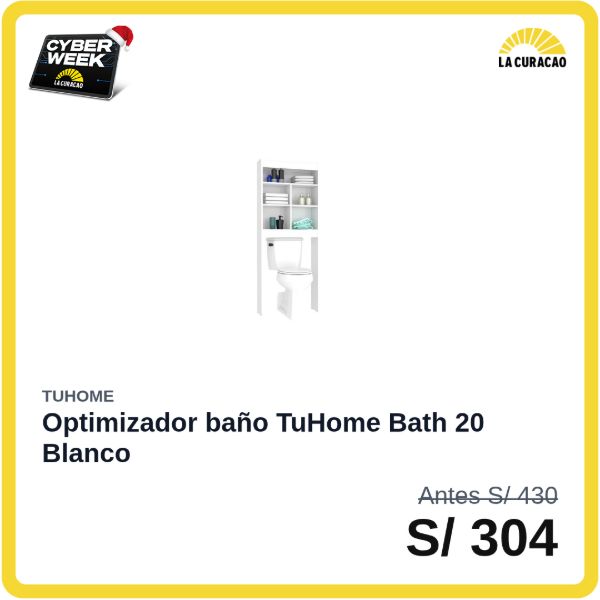 CYBER
WEEK
LA CURACAO
LA CURACAO
TUHOME
Optimizador baño TuHome Bath 20
Blanco
Antes S/ 430
S/ 304